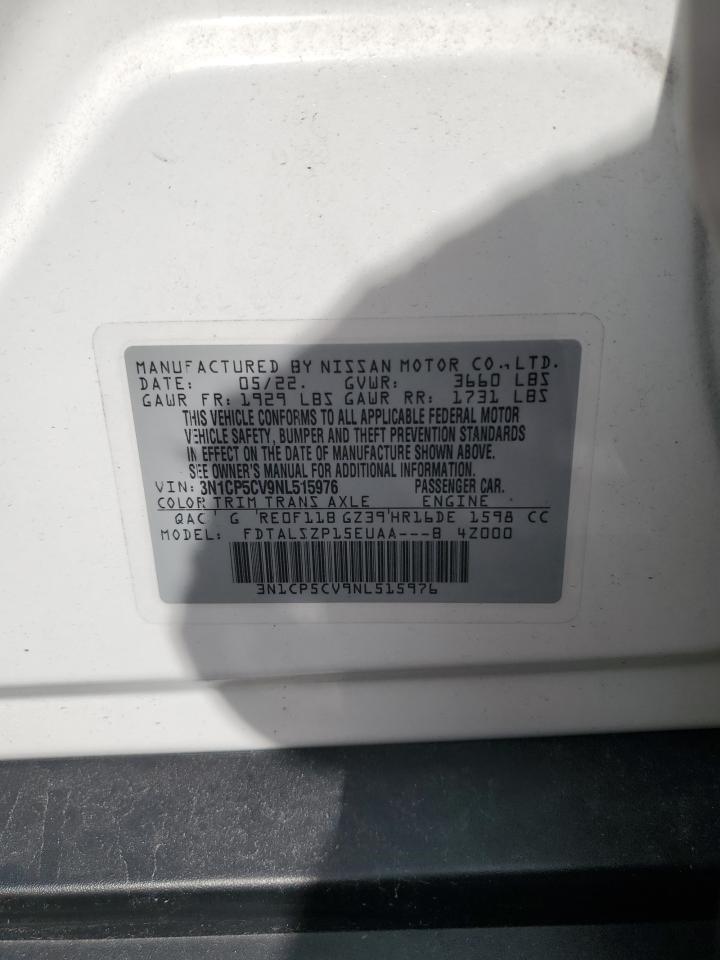 MANUFACTURED BY NISSAN MOTOR CO., LTD.
DATE: 05/22. GVWR: 3660 LBS
GAWR FR: 1929 LBS GAWR RR: 1731 LBS
THIS VEHICLE CONFORMS TO ALL APPLICABLE FEDERAL MOTOR
VEHICLE SAFETY, BUMPER AND THEFT PREVENTION STANDARDS
IN EFFECT ON THE DATE OF MANUFACTURE SHOWN ABOVE.
SEE OWNER'S MANUAL FOR ADDITIONAL INFORMATION.
VIN: 3N1CP5CV9NL515976 PASSENGER CAR.
COLOR TRIM TRANS AXLE ENGINE
QAC G RE0F11B GZ39 HR16DE 1598 CC
MODEL: FDTALSZP15EUAA---B 4Z000
3N1CP5CV9NL515976